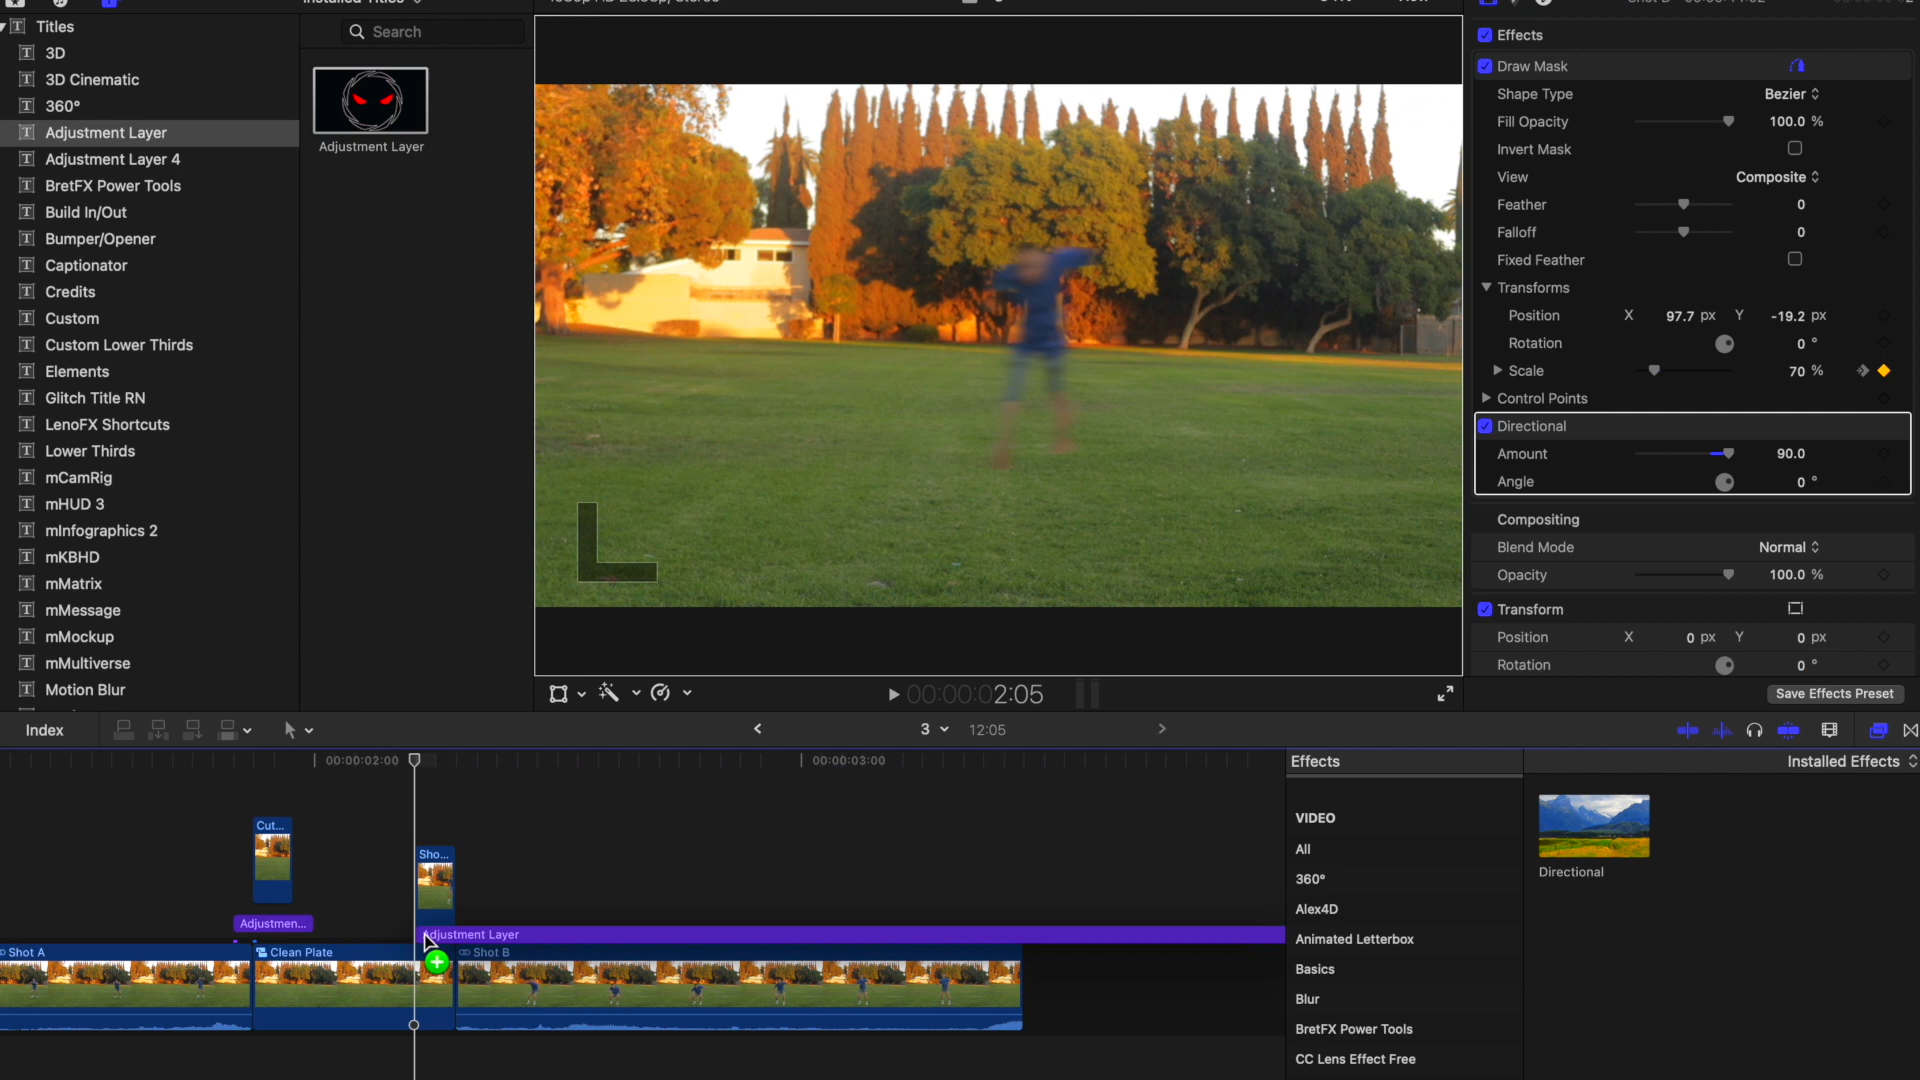 Titles
Search
3D
3D Cinematic
360°
Adjustment Layer
Adjustment Layer 4
BretFX Power Tools
Build In/Out
Bumper/Opener
Captionator
Credits
Custom
Custom Lower Thirds
Elements
Glitch Title RN
LenoFX Shortcuts
Lower Thirds
mCamRig
mHUD 3
mInfographics 2
mKBHD
mMatrix
mMessage
mMockup
mMultiverse
Motion Blur
Adjustment Layer
Effects
Draw Mask
Shape Type Bezier
Fill Opacity 100.0 %
Invert Mask
View Composite
Feather 0
Falloff 0
Fixed Feather
Transforms
Position X 97.7 px Y -19.2 px
Rotation 0 °
Scale 70 %
Control Points
Directional
Amount 90.0
Angle 0 °
Compositing
Blend Mode Normal
Opacity 100.0 %
Transform
Position X 0 px Y 0 px
Rotation 0 °
00:00:02:05
Save Effects Preset
Index
3 12:05
00:00:02:00
00:00:03:00
Cut...
Sho...
Adjustmen...
Adjustment Layer
Shot A
Clean Plate
Shot B
Effects
Installed Effects
VIDEO
All
360°
Alex4D
Animated Letterbox
Basics
Blur
BretFX Power Tools
CC Lens Effect Free
Directional